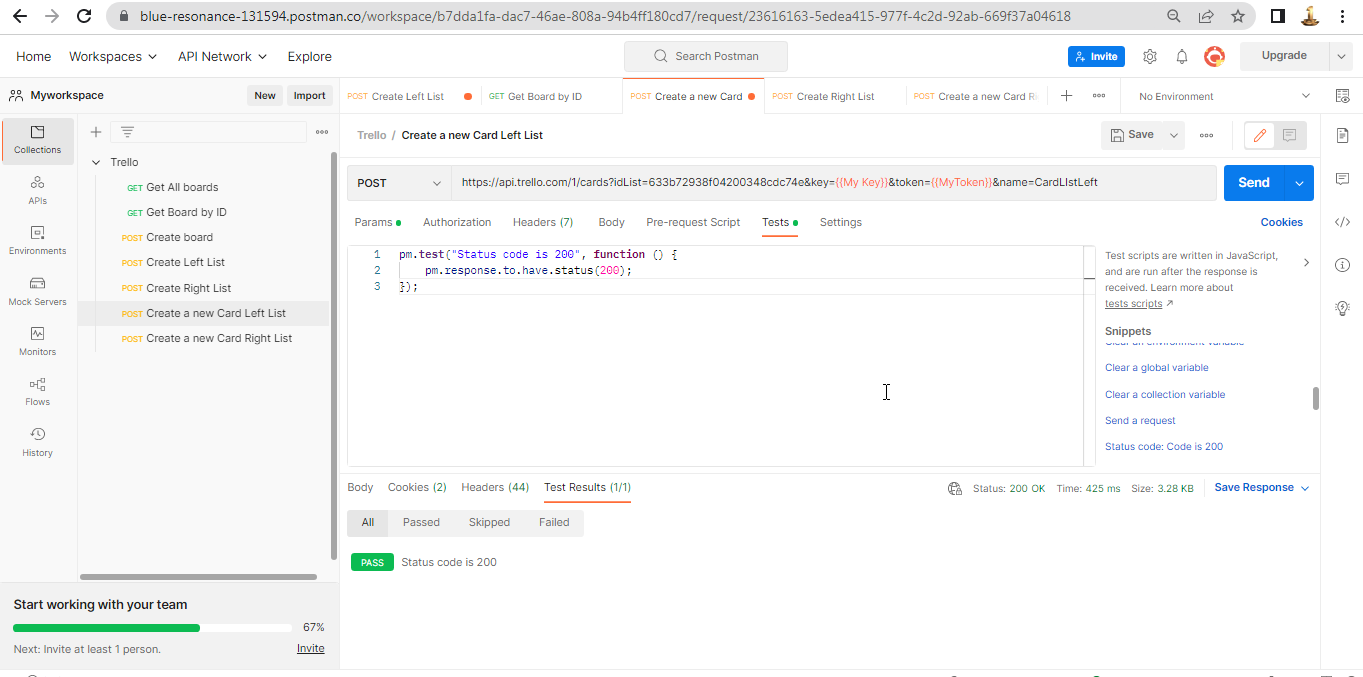 blue-resonance-131594.postman.co/workspace/b7dda1fa-dac7-46ae-808a-94b4ff180cd7/request/23616163-5edea415-977f-4c2d-92ab-669f37a04618
Home Workspaces API Network Explore Search Postman Invite Upgrade
Myworkspace New Import
POST Create Left List GET Get Board by ID POST Create a new Card POST Create Right List POST Create a new Card Ri No Environment
Collections
APIs
Environments
Mock Servers
Monitors
Flows
History
Trello
GET Get All boards
GET Get Board by ID
POST Create board
POST Create Left List
POST Create Right List
POST Create a new Card Left List
POST Create a new Card Right List
Trello / Create a new Card Left List Save
POST https://api.trello.com/1/cards?idList=633b72938f04200348cdc74e&key={{My Key}}&token={{MyToken}}&name=CardLIstLeft Send
Params Authorization Headers (7) Body Pre-request Script Tests Settings Cookies
1 pm.test("Status code is 200", function () {
2 pm.response.to.have.status(200);
3 });
Test scripts are written in JavaScript,
and are run after the response is
received. Learn more about
tests scripts
Snippets
Clear an environment variable
Clear a global variable
Clear a collection variable
Send a request
Status code: Code is 200
Body Cookies (2) Headers (44) Test Results (1/1) Status: 200 OK Time: 425 ms Size: 3.28 KB Save Response
All Passed Skipped Failed
PASS Status code is 200
Start working with your team
67%
Next: Invite at least 1 person. Invite